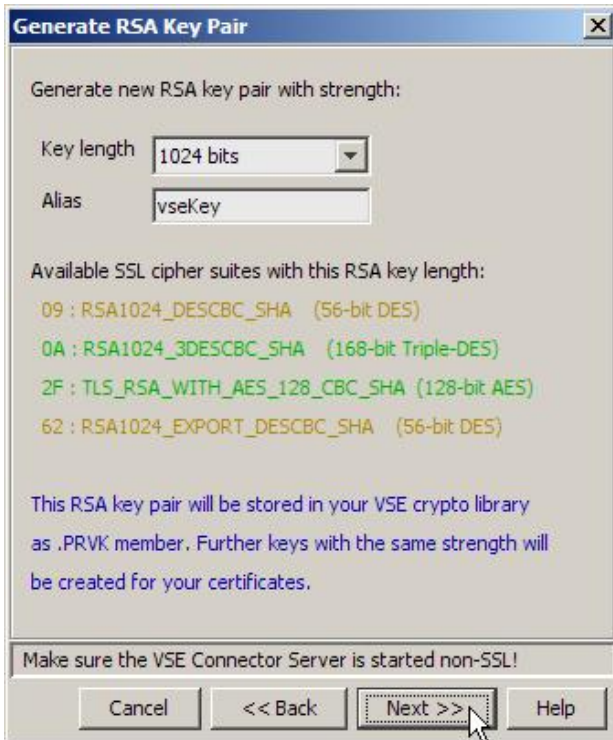 Generate RSA Key Pair
Generate new RSA key pair with strength:
Key length 1024 bits
Alias vseKey
Available SSL cipher suites with this RSA key length:
09 : RSA1024_DESCBC_SHA (56-bit DES)
0A : RSA1024_3DESCBC_SHA (168-bit Triple-DES)
2F : TLS_RSA_WITH_AES_128_CBC_SHA (128-bit AES)
62 : RSA1024_EXPORT_DESCBC_SHA (56-bit DES)
This RSA key pair will be stored in your VSE crypto library
as .PRVK member. Further keys with the same strength will
be created for your certificates.
Make sure the VSE Connector Server is started non-SSL!
Cancel << Back Next >> Help